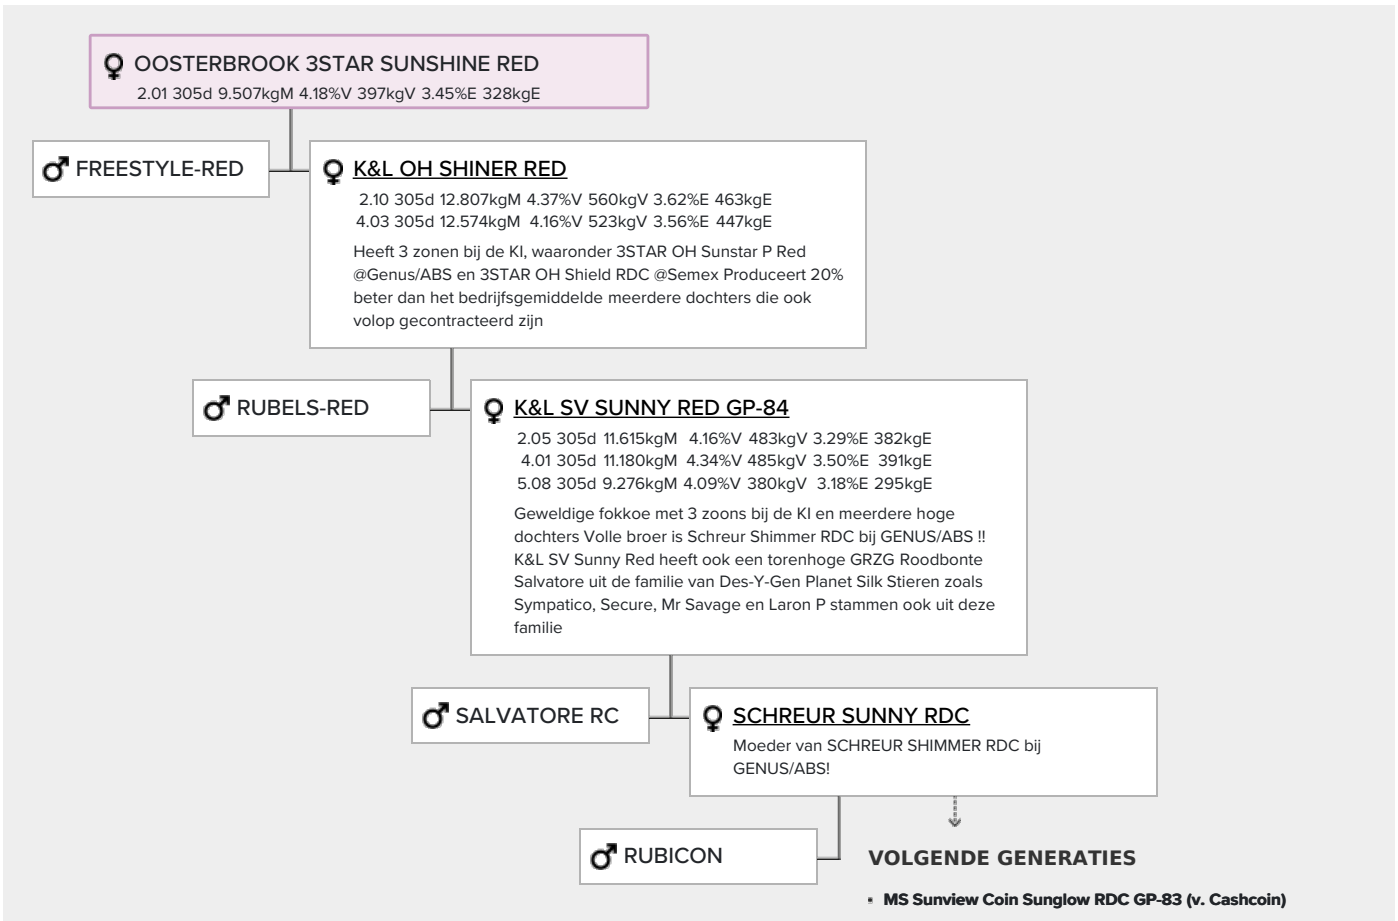 OOSTERBROOK 3STAR SUNSHINE RED
2.01 305d 9.507kgM 4.18%V 397kgV 3.45%E 328kgE
FREESTYLE-RED
K&L OH SHINER RED
2.10 305d 12.807kgM 4.37%V 560kgV 3.62%E 463kgE
4.03 305d 12.574kgM 4.16%V 523kgV 3.56%E 447kgE
Heeft 3 zonen bij de KI, waaronder 3STAR OH Sunstar P Red
@Genus/ABS en 3STAR OH Shield RDC @Semex Produceert 20%
beter dan het bedrijfsgemiddelde meerdere dochters die ook
volop gecontracteerd zijn
RUBELS-RED
K&L SV SUNNY RED GP-84
2.05 305d 11.615kgM 4.16%V 483kgV 3.29%E 382kgE
4.01 305d 11.180kgM 4.34%V 485kgV 3.50%E 391kgE
5.08 305d 9.276kgM 4.09%V 380kgV 3.18%E 295kgE
Geweldige fokkoe met 3 zoons bij de KI en meerdere hoge
dochters Volle broer is Schreur Shimmer RDC bij GENUS/ABS !!
K&L SV Sunny Red heeft ook een torenhoge GRZG Roodbonte
Salvatore uit de familie van Des-Y-Gen Planet Silk Stieren zoals
Sympatico, Secure, Mr Savage en Laron P stammen ook uit deze
familie
SALVATORE RC
SCHREUR SUNNY RDC
Moeder van SCHREUR SHIMMER RDC bij
GENUS/ABS!
RUBICON
VOLGENDE GENERATIES
▪ MS Sunview Coin Sunglow RDC GP-83 (v. Cashcoin)